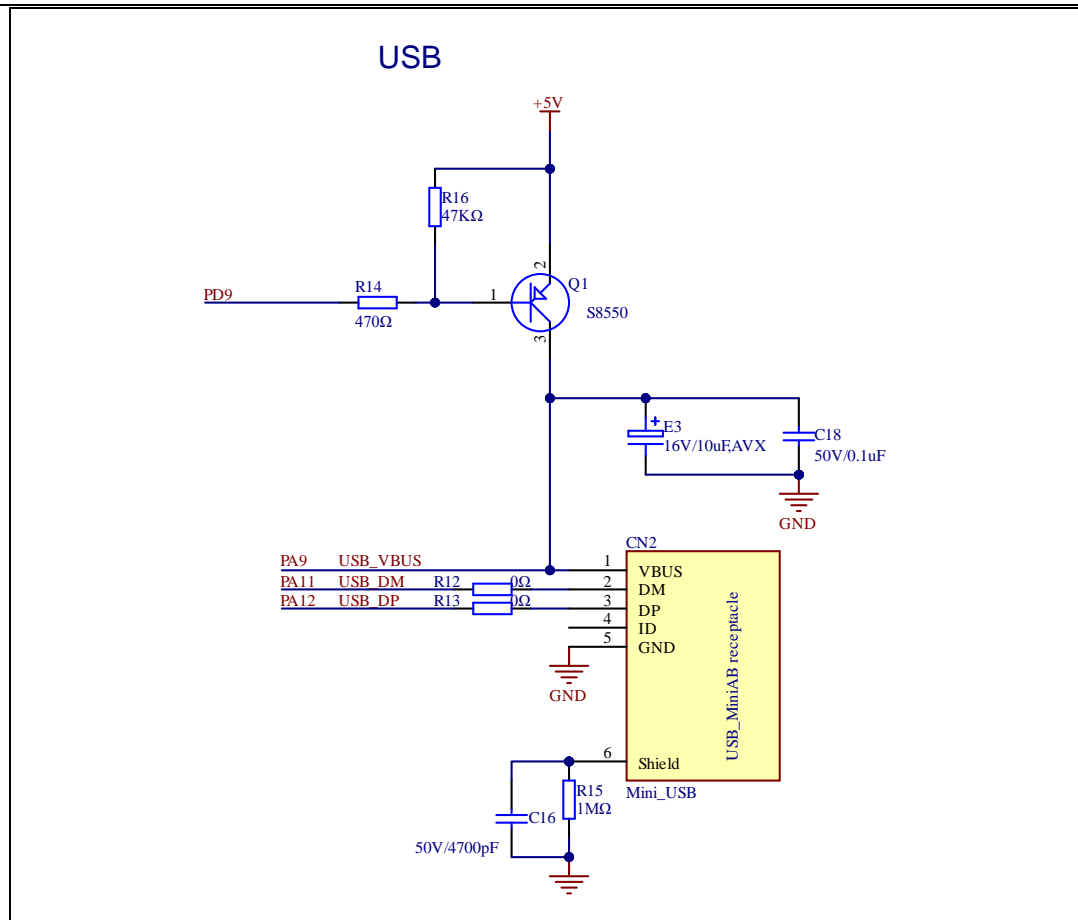 USB
+5V
R16
47KΩ
2
Q1
PD9
R14
1
470Ω
S8550
3
E3
16V/10uF,AVX
C18
50V/0.1uF
GND
CN2
PA9 USB_VBUS 1 VBUS
PA11 USB_DM R12 0Ω 2 DM
PA12 USB_DP R13 0Ω 3 DP
4 ID
5 GND
GND
USB_MiniAB receptacle
6 Shield
Mini_USB
R15
1MΩ
C16
50V/4700pF